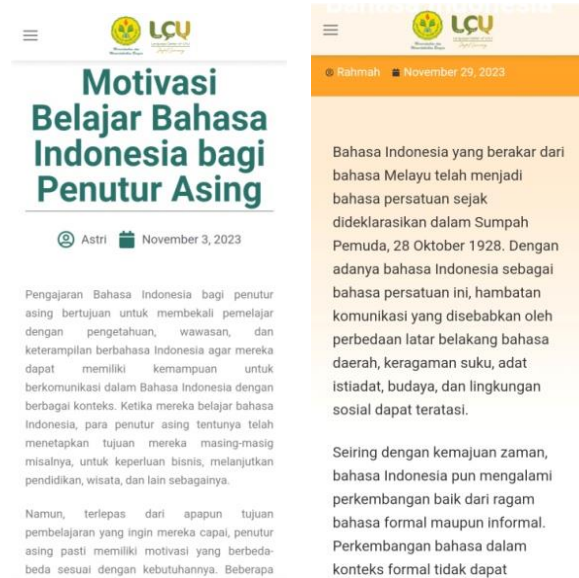 LCU
Motivasi
Belajar Bahasa
Indonesia bagi
Penutur Asing
Astri November 3, 2023
Pengajaran Bahasa Indonesia bagi penutur
asing bertujuan untuk membekali pemelajar
dengan pengetahuan, wawasan, dan
keterampilan berbahasa Indonesia agar mereka
dapat memiliki kemampuan untuk
berkomunikasi dalam Bahasa Indonesia dengan
berbagai konteks. Ketika mereka belajar bahasa
Indonesia, para penutur asing tentunya telah
menetapkan tujuan mereka masing-masig
misalnya, untuk keperluan bisnis, melanjutkan
pendidikan, wisata, dan lain sebagainya.
Namun, terlepas dari apapun tujuan
pembelajaran yang ingin mereka capai, penutur
asing pasti memiliki motivasi yang berbeda-
beda sesuai dengan kebutuhannya. Beberapa
bahasa Indonesia
LCU
Rahmah November 29, 2023
Bahasa Indonesia yang berakar dari
bahasa Melayu telah menjadi
bahasa persatuan sejak
dideklarasikan dalam Sumpah
Pemuda, 28 Oktober 1928. Dengan
adanya bahasa Indonesia sebagai
bahasa persatuan ini, hambatan
komunikasi yang disebabkan oleh
perbedaan latar belakang bahasa
daerah, keragaman suku, adat
istiadat, budaya, dan lingkungan
sosial dapat teratasi.
Seiring dengan kemajuan zaman,
bahasa Indonesia pun mengalami
perkembangan baik dari ragam
bahasa formal maupun informal.
Perkembangan bahasa dalam
konteks formal tidak dapat